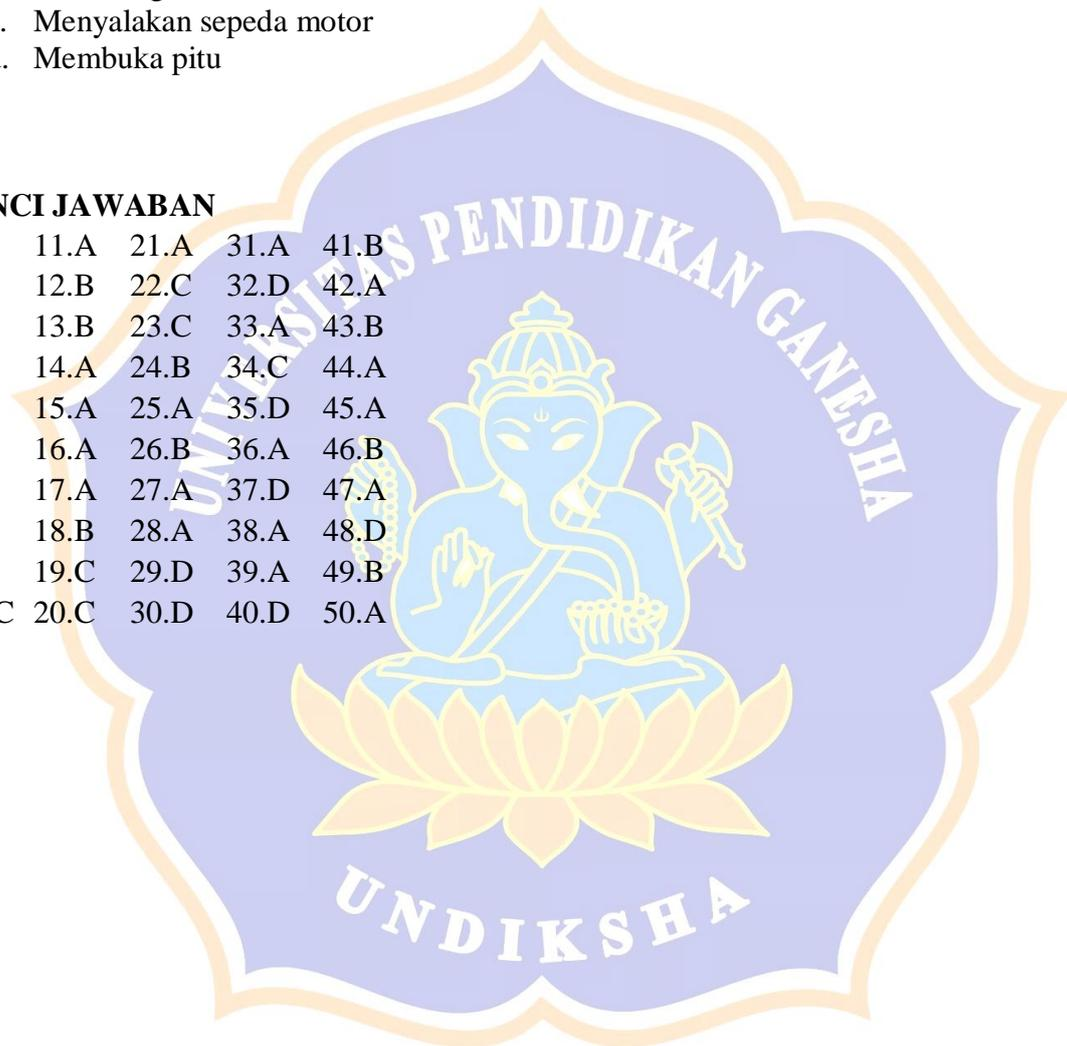 . Menyalakan sepeda motor
. Membuka pitu
NCI JAWABAN
11.A 21.A 31.A 41.B
12.B 22.C 32.D 42.A
13.B 23.C 33.A 43.B
14.A 24.B 34.C 44.A
15.A 25.A 35.D 45.A
16.A 26.B 36.A 46.B
17.A 27.A 37.D 47.A
18.B 28.A 38.A 48.D
19.C 29.D 39.A 49.B
C 20.C 30.D 40.D 50.A
UNIVERSITAS PENDIDIKAN GANESHA
UNDIKSHA